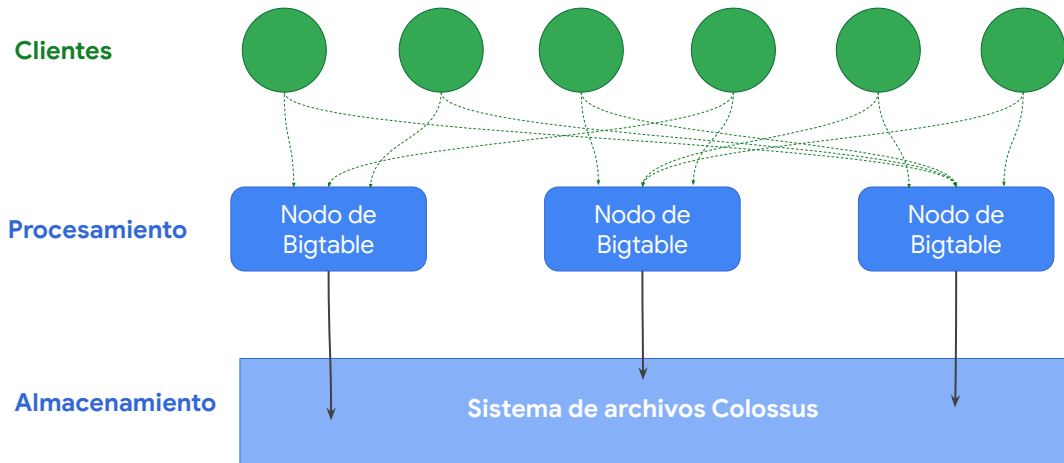 Clientes
Procesamiento
Nodo de
Bigtable
Nodo de
Bigtable
Nodo de
Bigtable
Almacenamiento
Sistema de archivos Colossus